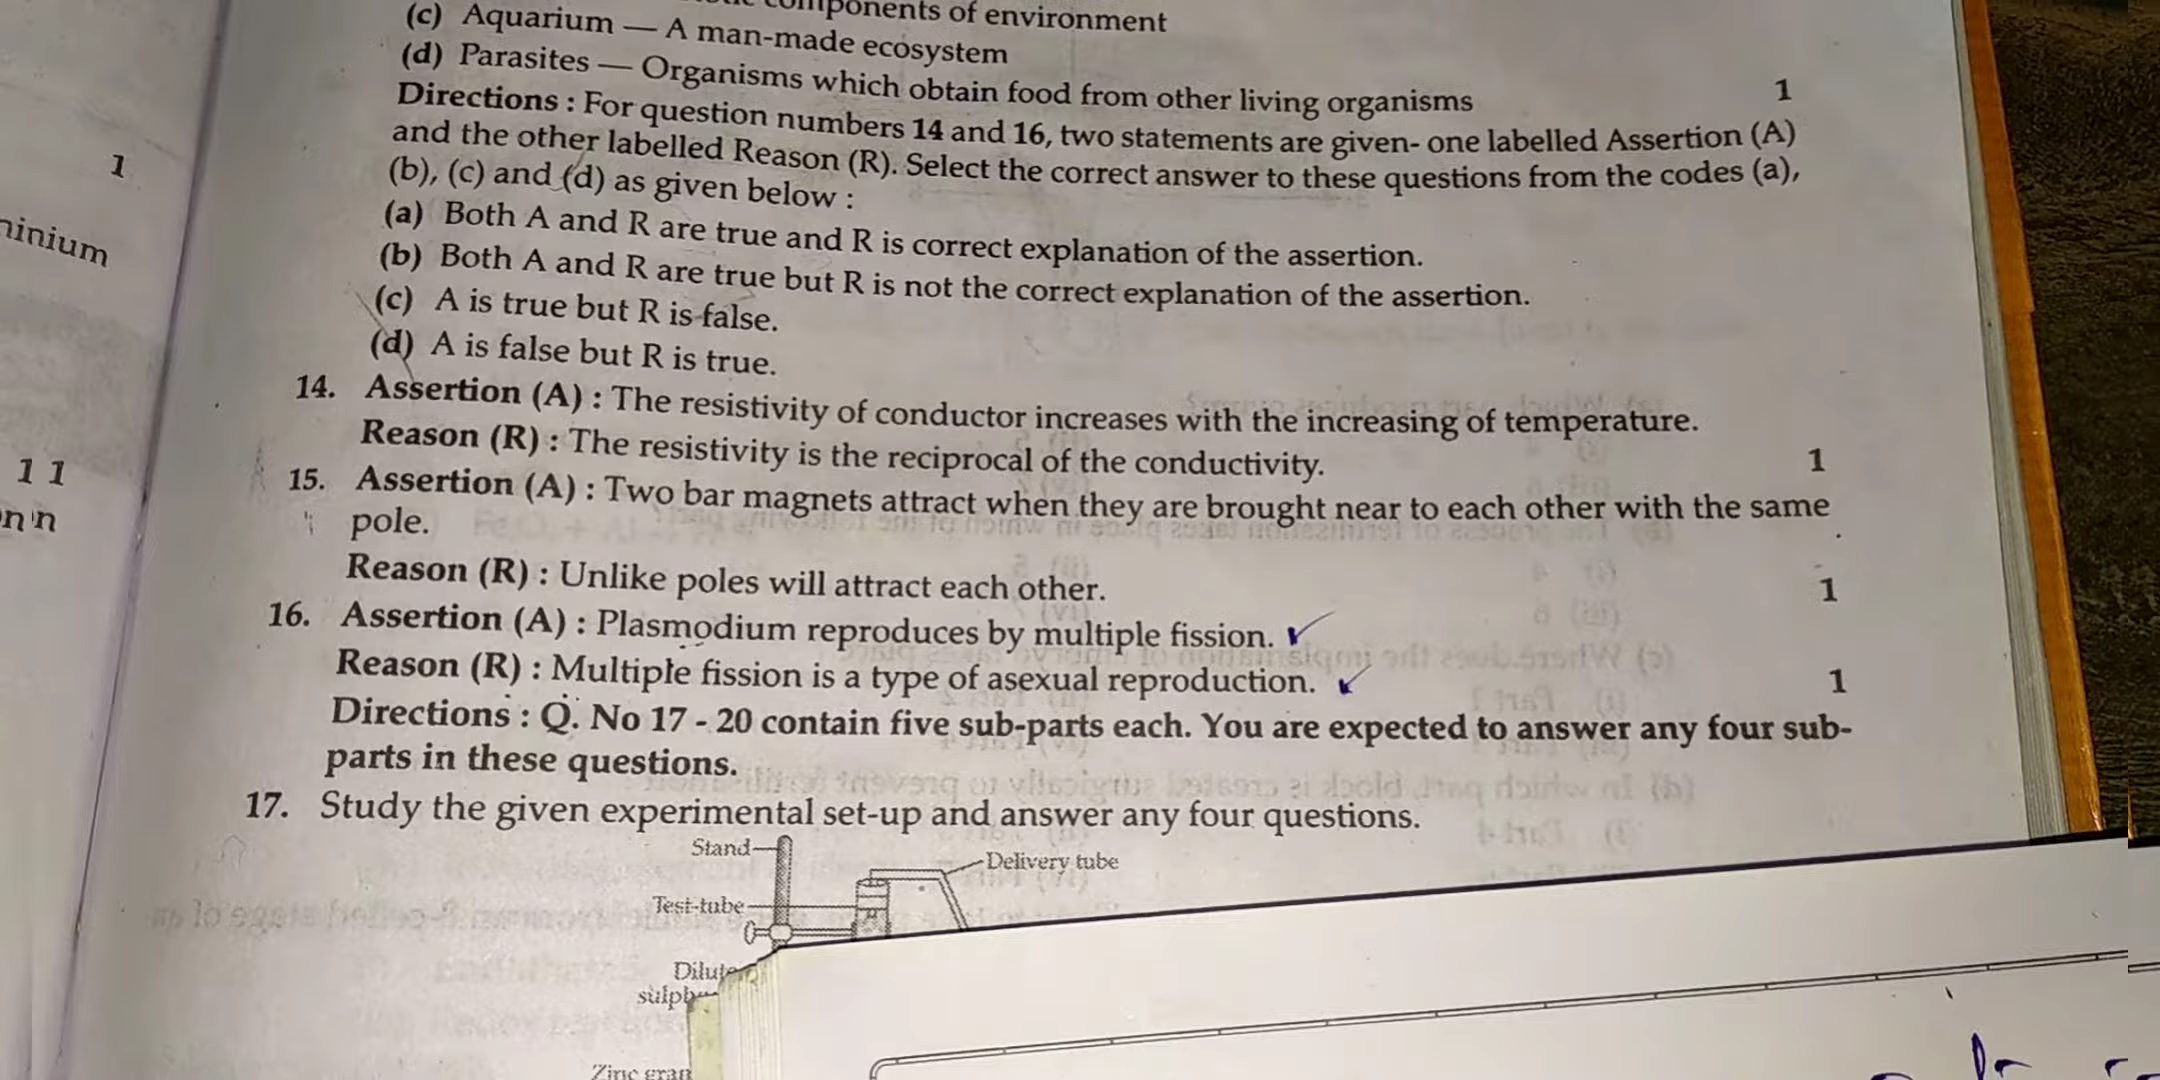 components of environment
(c) Aquarium — A man-made ecosystem
(d) Parasites — Organisms which obtain food from other living organisms 1
Directions : For question numbers 14 and 16, two statements are given- one labelled Assertion (A)
and the other labelled Reason (R). Select the correct answer to these questions from the codes (a),
(b), (c) and (d) as given below :
(a) Both A and R are true and R is correct explanation of the assertion.
(b) Both A and R are true but R is not the correct explanation of the assertion.
(c) A is true but R is false.
(d) A is false but R is true.
14. Assertion (A) : The resistivity of conductor increases with the increasing of temperature.
Reason (R) : The resistivity is the reciprocal of the conductivity. 1
15. Assertion (A) : Two bar magnets attract when they are brought near to each other with the same
pole.
Reason (R) : Unlike poles will attract each other. 1
16. Assertion (A) : Plasmodium reproduces by multiple fission.
Reason (R) : Multiple fission is a type of asexual reproduction. 1
Directions : Q. No 17 - 20 contain five sub-parts each. You are expected to answer any four sub-
parts in these questions.
17. Study the given experimental set-up and answer any four questions.
Stand
Delivery tube
Test-tube
Dilute
sulph
Zinc gran
1
inium
1 1
n'n